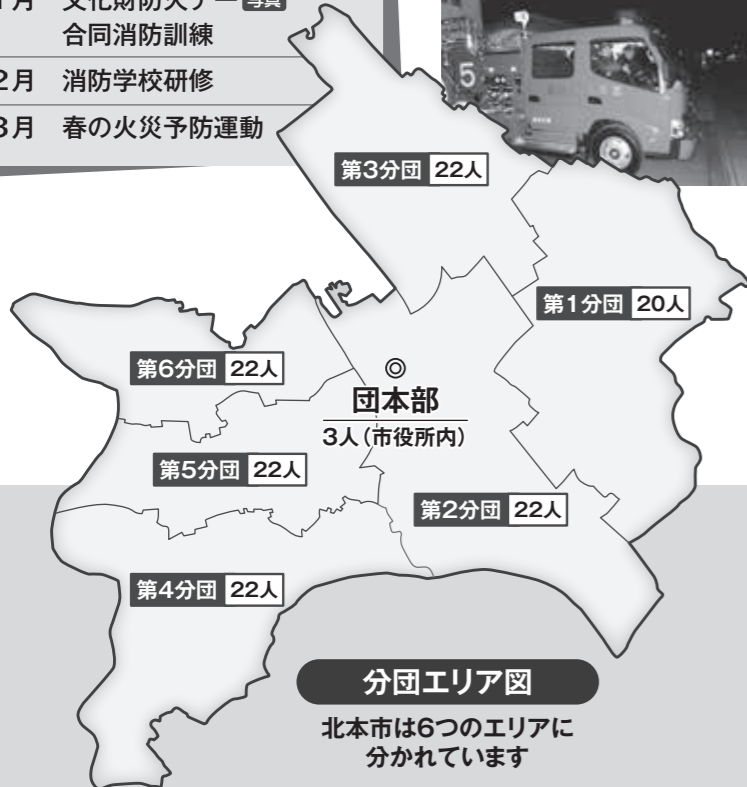 文化財防火デー 写真
合同消防訓練
2月 消防学校研修
3月 春の火災予防運動
5
第3分団 22人
第1分団 20人
第6分団 22人
団本部
3人(市役所内)
第5分団 22人
第2分団 22人
第4分団 22人
分団エリア図
北本市は6つのエリアに
分かれています